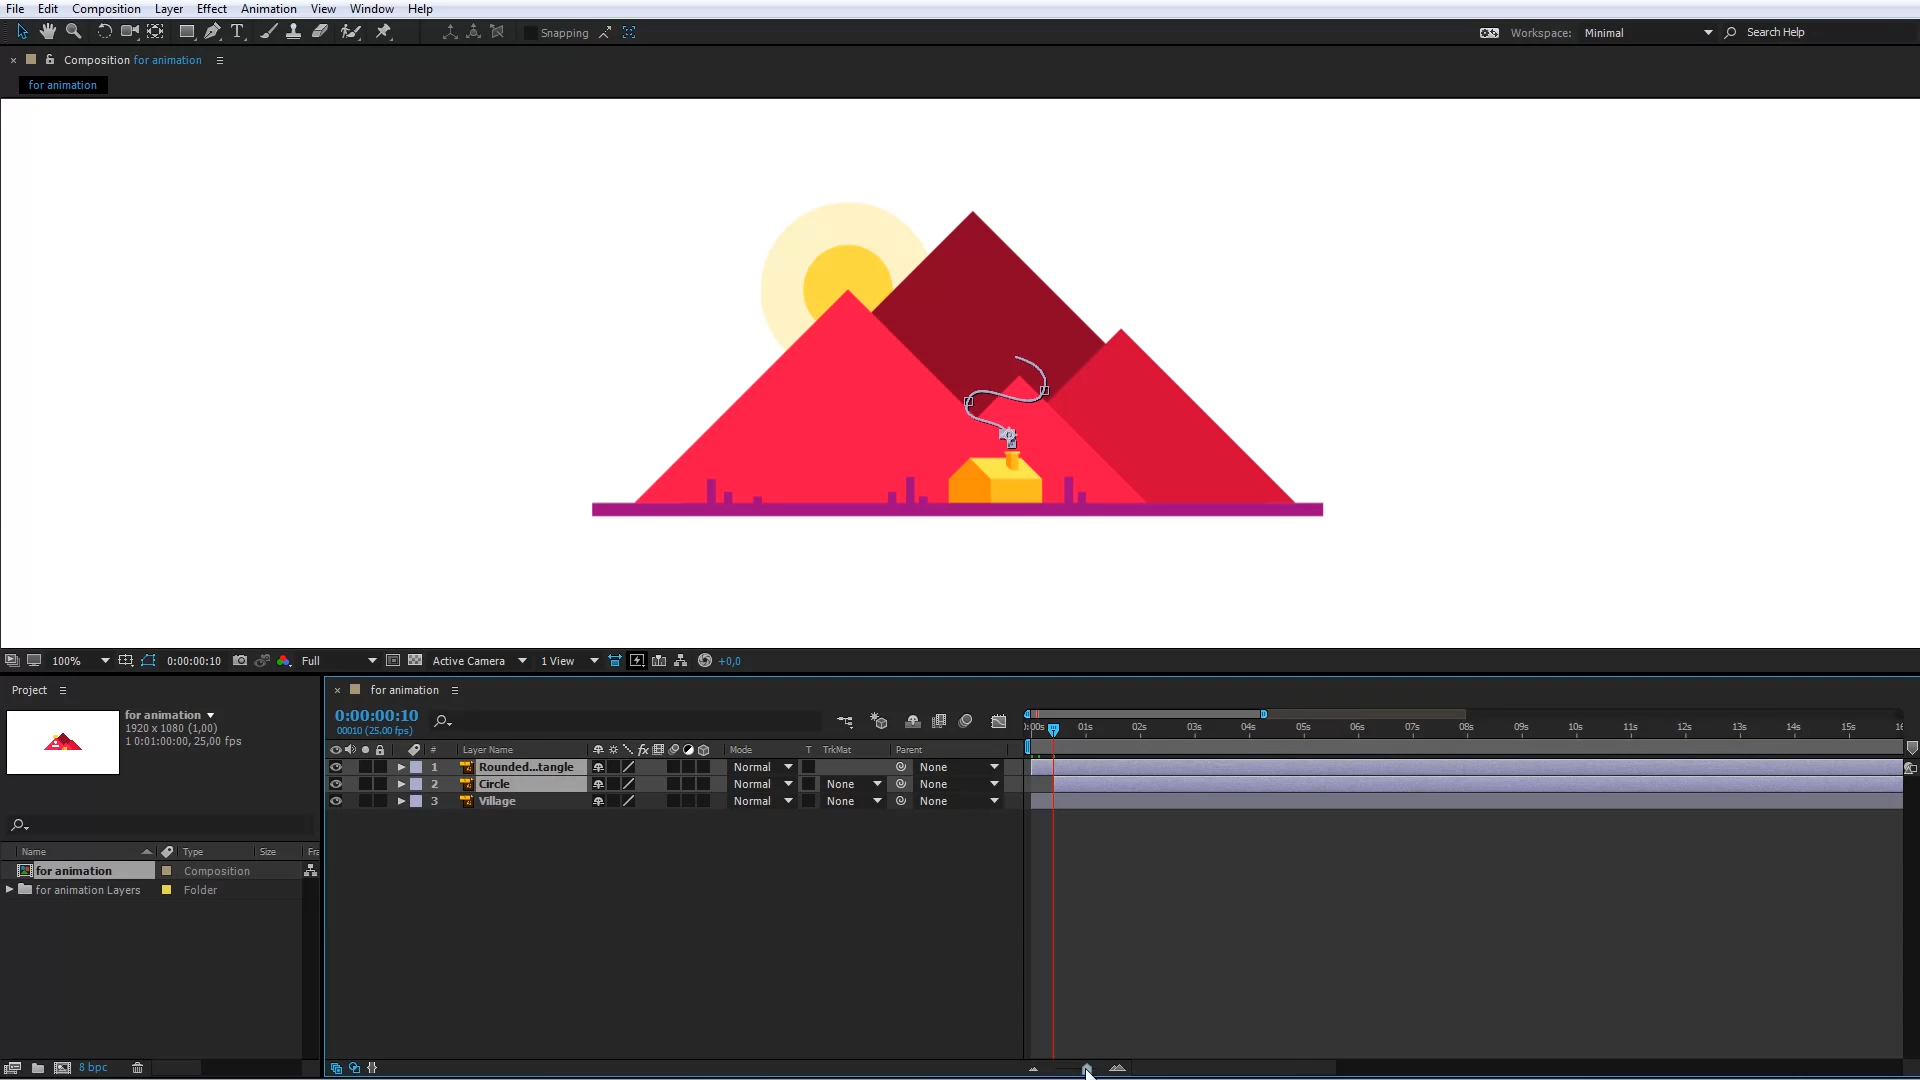 File Edit Composition Layer Effect Animation View Window Help
Snapping Workspace: Minimal Search Help
Composition for animation
for animation
100% 0:00:00:10 Full Active Camera 1 View +0,0
Project
for animation
1920 x 1080 (1,00)
1 0:01:00:00, 25,00 fps
Name Type Size Fra
for animation Composition
for animation Layers Folder
8 bpc
for animation
0:00:00:10
00010 (25.00 fps)
# Layer Name Mode T TrkMat Parent
1 Rounded...tangle Normal None
2 Circle Normal None None
3 Village Normal None None
:00s 01s 02s 03s 04s 05s 06s 07s 08s 09s 10s 11s 12s 13s 14s 15s 16